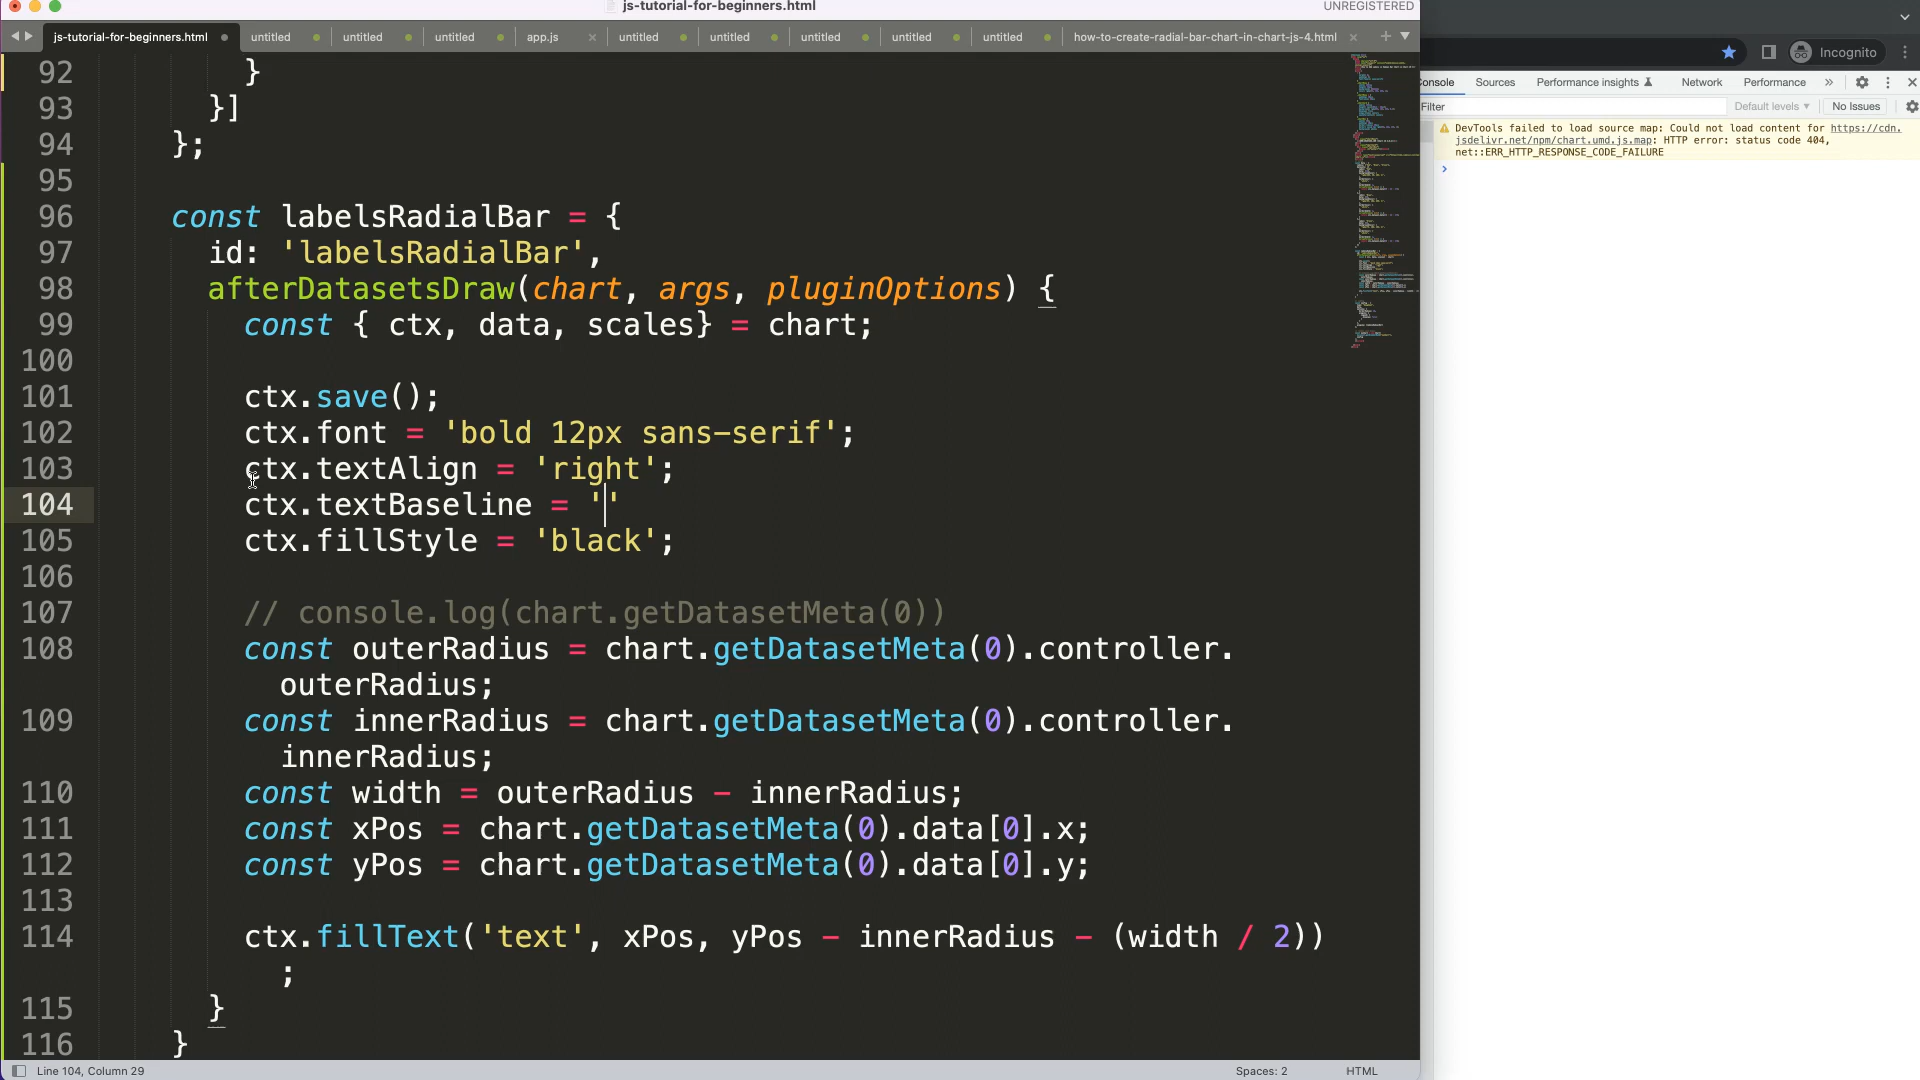 js-tutorial-for-beginners.html
UNREGISTERED
js-tutorial-for-beginners.html untitled untitled untitled app.js untitled untitled untitled untitled untitled how-to-create-radial-bar-chart-in-chart-js-4.html
92 }
93 }]
94 };
95
96 const labelsRadialBar = {
97 id: 'labelsRadialBar',
98 afterDatasetsDraw(chart, args, pluginOptions) {
99 const { ctx, data, scales} = chart;
100
101 ctx.save();
102 ctx.font = 'bold 12px sans-serif';
103 ctx.textAlign = 'right';
104 ctx.textBaseline = ''
105 ctx.fillStyle = 'black';
106
107 // console.log(chart.getDatasetMeta(0))
108 const outerRadius = chart.getDatasetMeta(0).controller.
outerRadius;
109 const innerRadius = chart.getDatasetMeta(0).controller.
innerRadius;
110 const width = outerRadius - innerRadius;
111 const xPos = chart.getDatasetMeta(0).data[0].x;
112 const yPos = chart.getDatasetMeta(0).data[0].y;
113
114 ctx.fillText('text', xPos, yPos - innerRadius - (width / 2))
;
115 }
116 }
Line 104, Column 29
Spaces: 2
HTML
Incognito
Console Sources Performance insights Network Performance
Filter
Default levels
No Issues
DevTools failed to load source map: Could not load content for https://cdn.
jsdelivr.net/npm/chart.umd.js.map: HTTP error: status code 404,
net::ERR_HTTP_RESPONSE_CODE_FAILURE